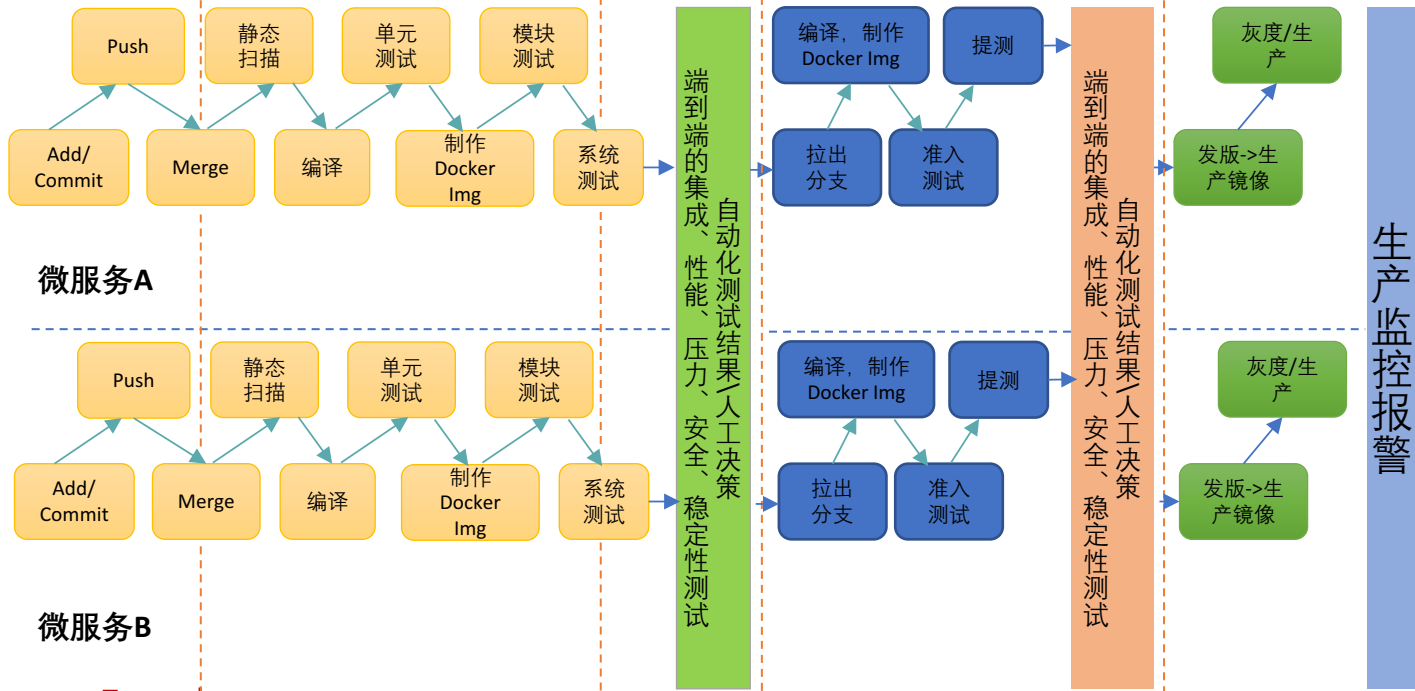 Push
静态
扫描
单元
测试
模块
测试
Add/
Commit
Merge
编译
制作
Docker
Img
系统
测试
微服务A
端到端的集成、性能、压力、安全、稳定性测试
自动化测试结果/人工决策
编译，制作
Docker Img
提测
拉出
分支
准入
测试
端到端的集成、性能、压力、安全、稳定性测试
自动化测试结果/人工决策
灰度/生
产
发版->生
产镜像
生产监控报警
Push
静态
扫描
单元
测试
模块
测试
Add/
Commit
Merge
编译
制作
Docker
Img
系统
测试
微服务B
编译，制作
Docker Img
提测
拉出
分支
准入
测试
灰度/生
产
发版->生
产镜像